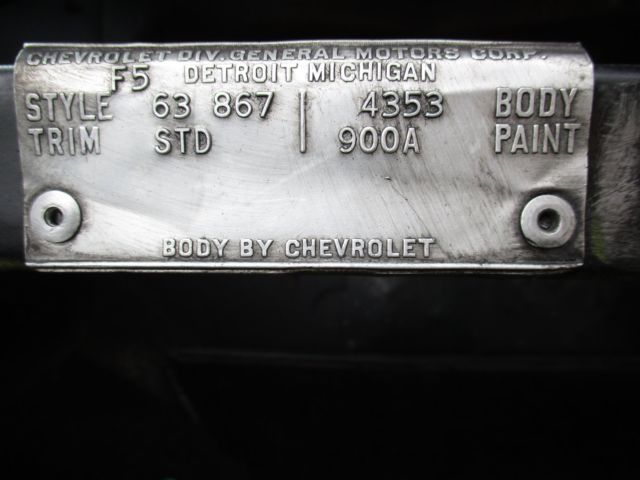 CHEVROLET DIV. GENERAL MOTORS CORP.
F5 DETROIT MICHIGAN
STYLE 63 867 | 4353 BODY
TRIM STD | 900A PAINT
BODY BY CHEVROLET